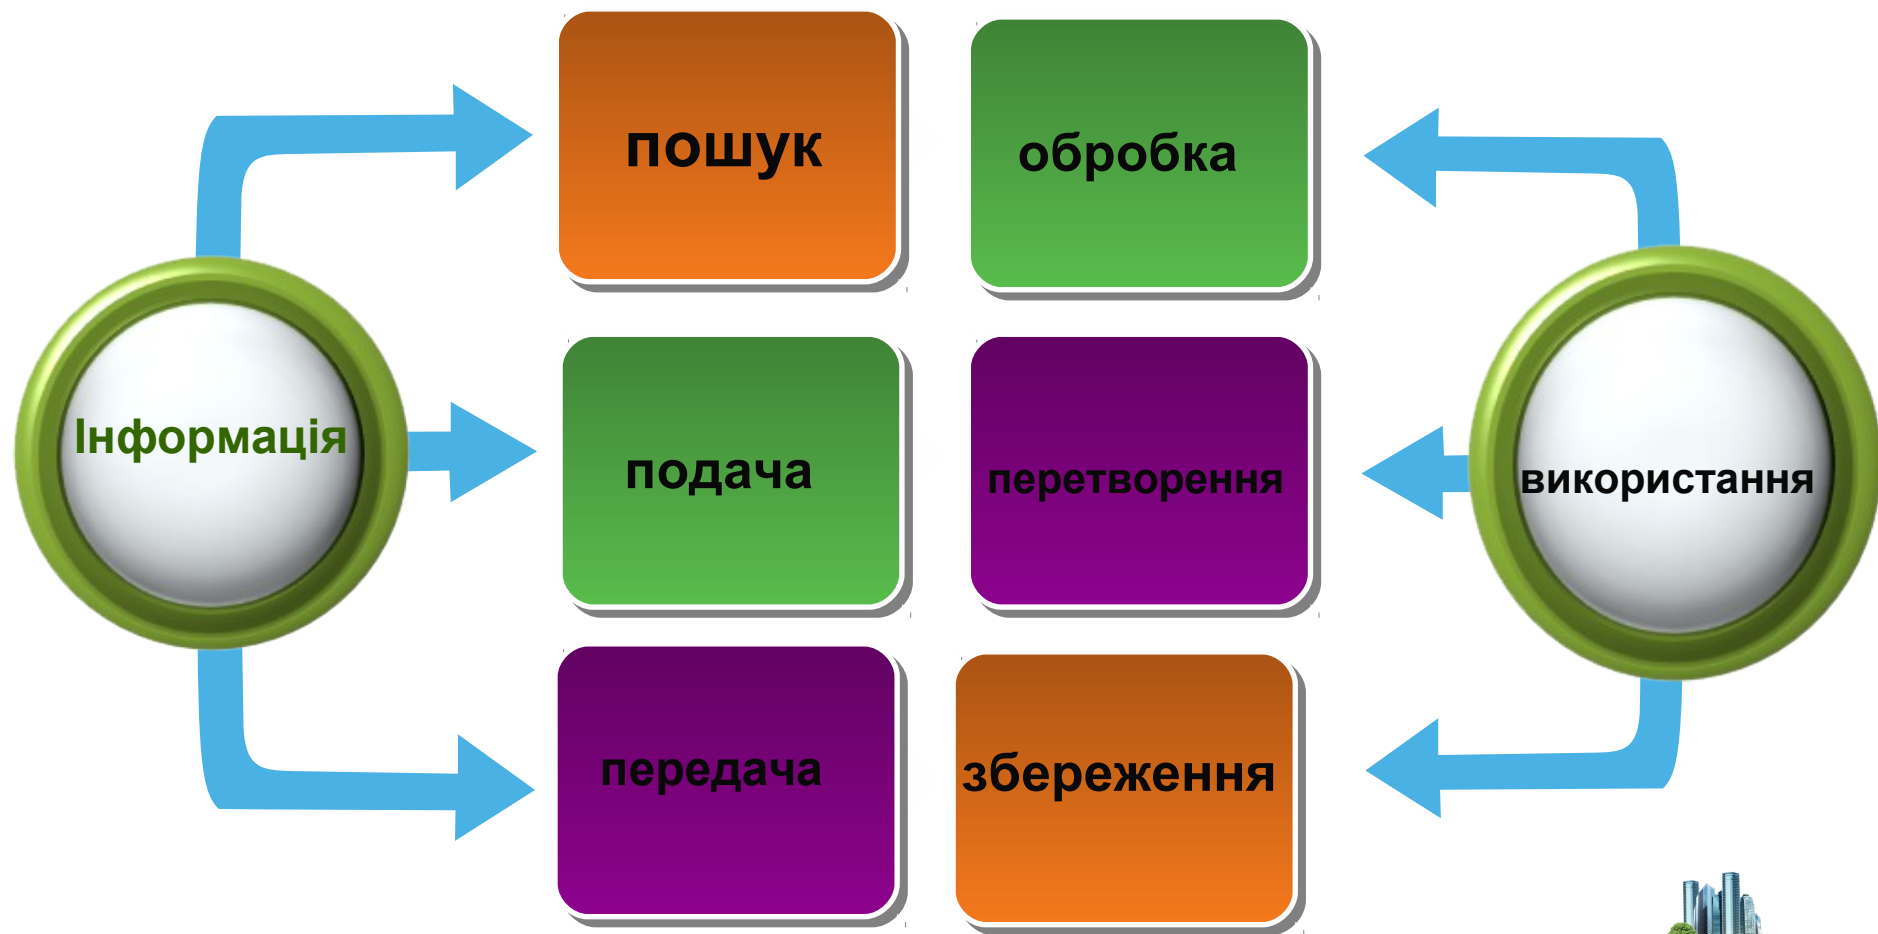 пошук
обробка
Інформація
подача
перетворення
використання
передача
збереження